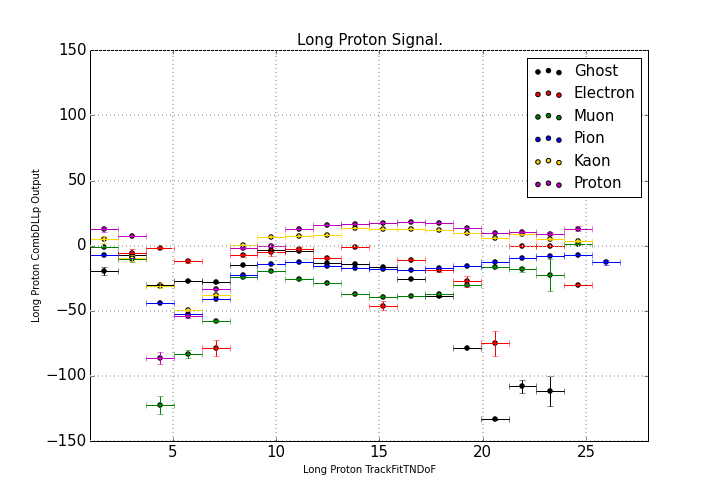 Long Proton Signal.
150
100
50
0
−50
−100
−150
5
10
15
20
25
Long Proton CombDLLp Output
Long Proton TrackFitTNDoF
Ghost
Electron
Muon
Pion
Kaon
Proton